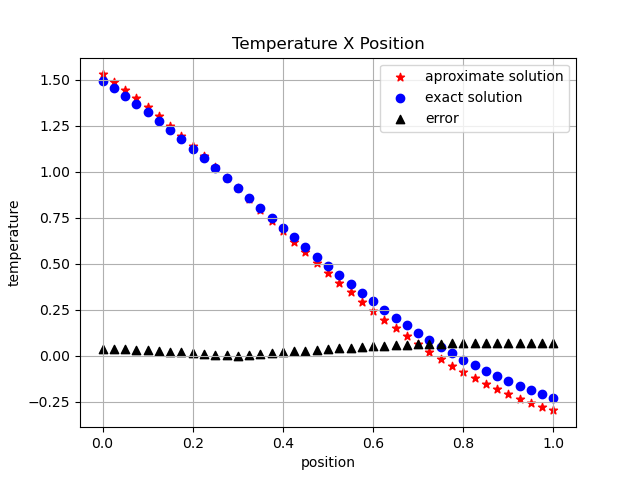 Temperature X Position
aproximate solution
exact solution
error
temperature
1.50
1.25
1.00
0.75
0.50
0.25
0.00
−0.25
0.0 0.2 0.4 0.6 0.8 1.0
position